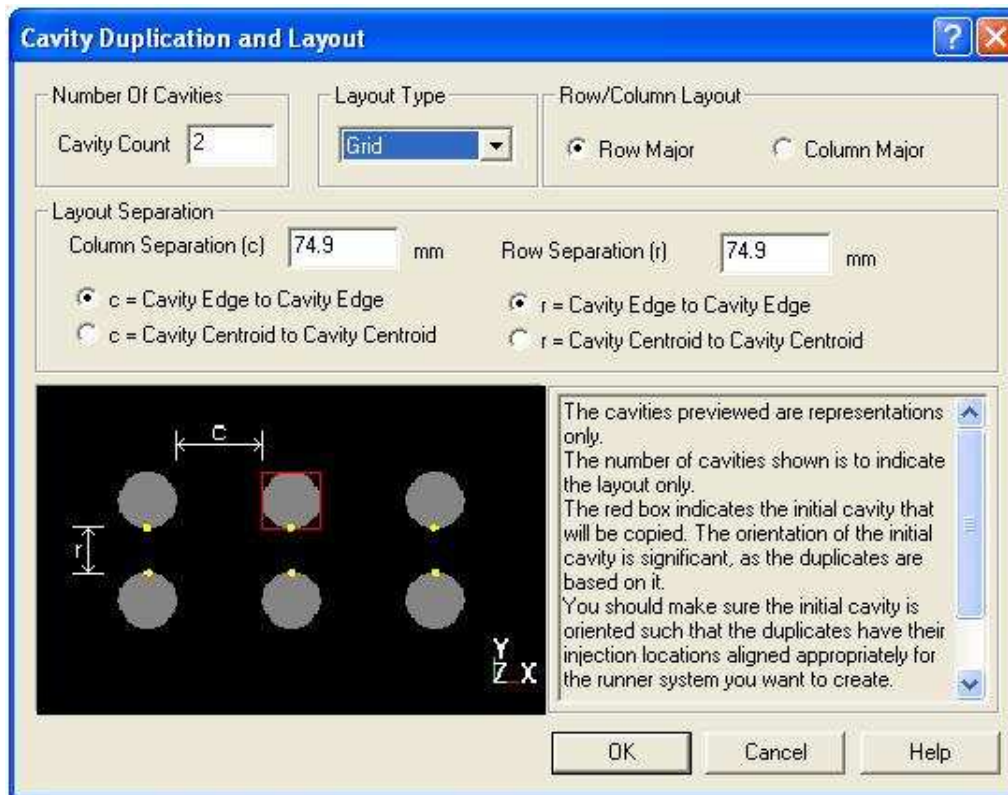 Cavity Duplication and Layout
Number Of Cavities
Cavity Count 2
Layout Type
Grid
Row/Column Layout
Row Major
Column Major
Layout Separation
Column Separation (c) 74.9 mm
Row Separation (r) 74.9 mm
c = Cavity Edge to Cavity Edge
c = Cavity Centroid to Cavity Centroid
r = Cavity Edge to Cavity Edge
r = Cavity Centroid to Cavity Centroid
C
r
Y
Z X
The cavities previewed are representations
only.
The number of cavities shown is to indicate
the layout only.
The red box indicates the initial cavity that
will be copied. The orientation of the initial
cavity is significant, as the duplicates are
based on it.
You should make sure the initial cavity is
oriented such that the duplicates have their
injection locations aligned appropriately for
the runner system you want to create.
OK
Cancel
Help